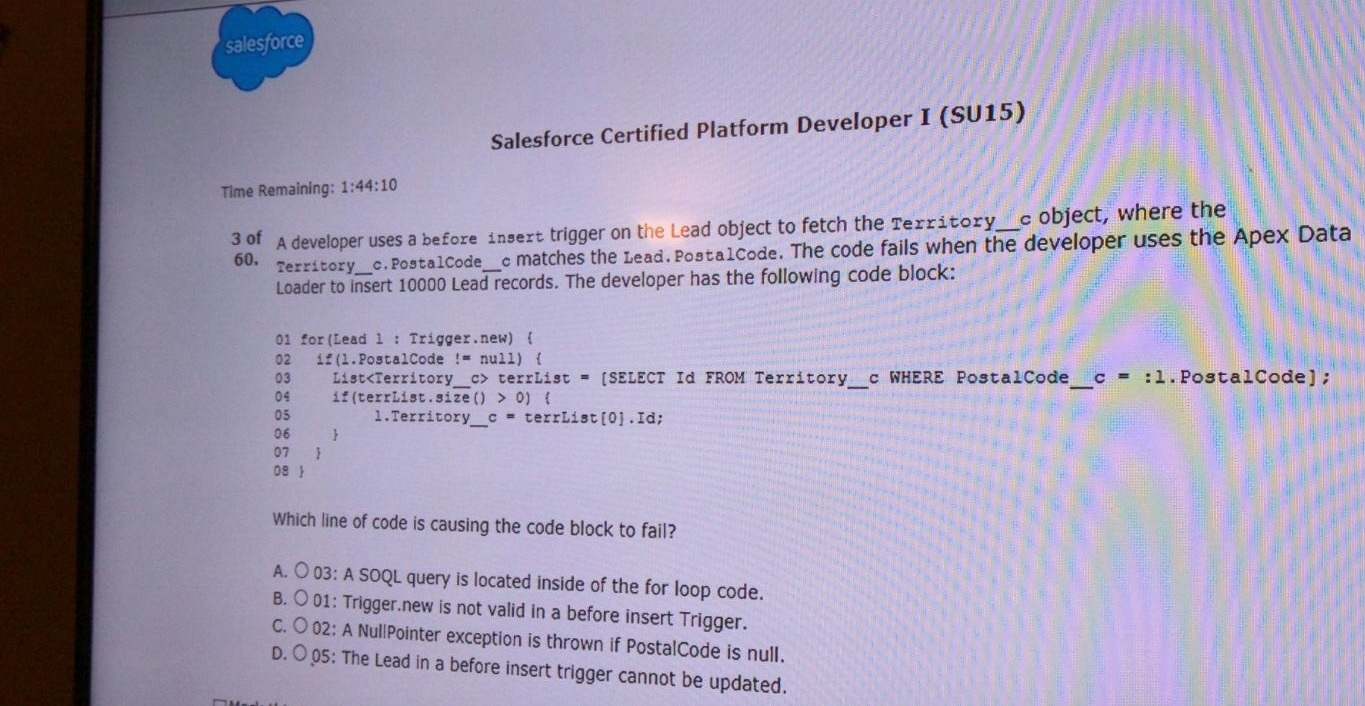 salesforce
Salesforce Certified Platform Developer I (SU15)
Time Remaining: 1:44:10
3 of 60. A developer uses a before insert trigger on the Lead object to fetch the Territory__c object, where the
Territory__c.PostalCode__c matches the Lead.PostalCode. The code fails when the developer uses the Apex Data
Loader to insert 10000 Lead records. The developer has the following code block:
01 for(Lead l : Trigger.new) {
02 if(l.PostalCode != null) {
03 List<Territory__c> terrList = [SELECT Id FROM Territory__c WHERE PostalCode__c = :l.PostalCode];
04 if(terrList.size() > 0) {
05 l.Territory__c = terrList[0].Id;
06 }
07 }
08 }
Which line of code is causing the code block to fail?
A. 03: A SOQL query is located inside of the for loop code.
B. 01: Trigger.new is not valid in a before insert Trigger.
C. 02: A NullPointer exception is thrown if PostalCode is null.
D. 05: The Lead in a before insert trigger cannot be updated.